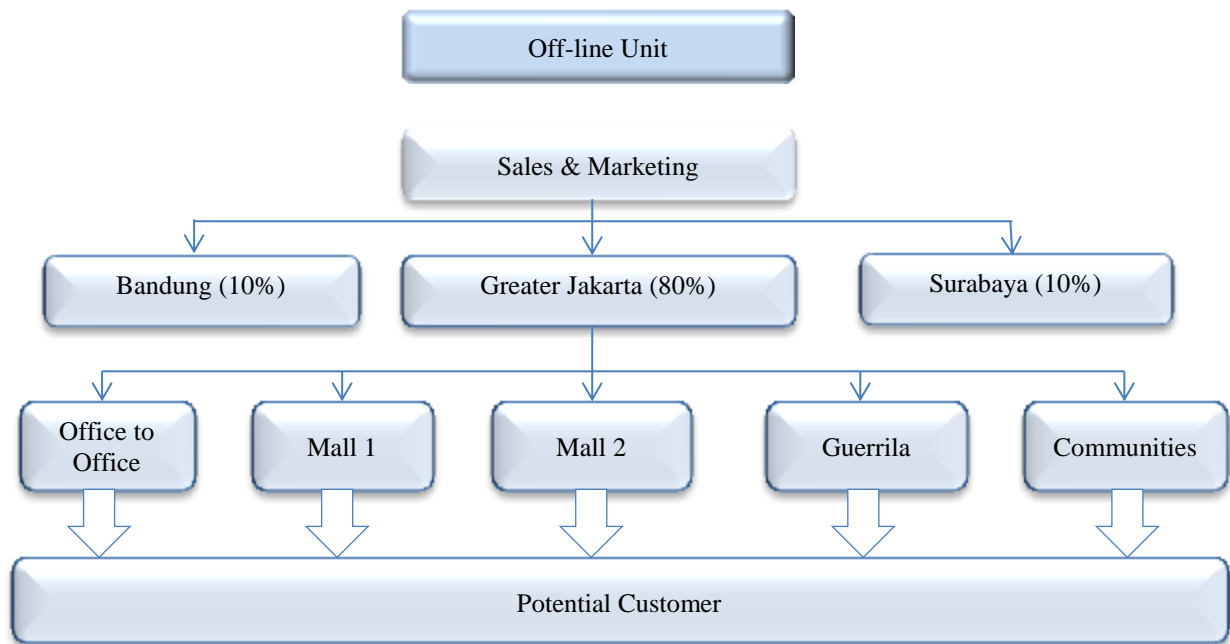 Off-line Unit
Sales & Marketing
Bandung (10%)
Greater Jakarta (80%)
Surabaya (10%)
Office to
Office
Mall 1
Mall 2
Guerrila
Communities
Potential Customer